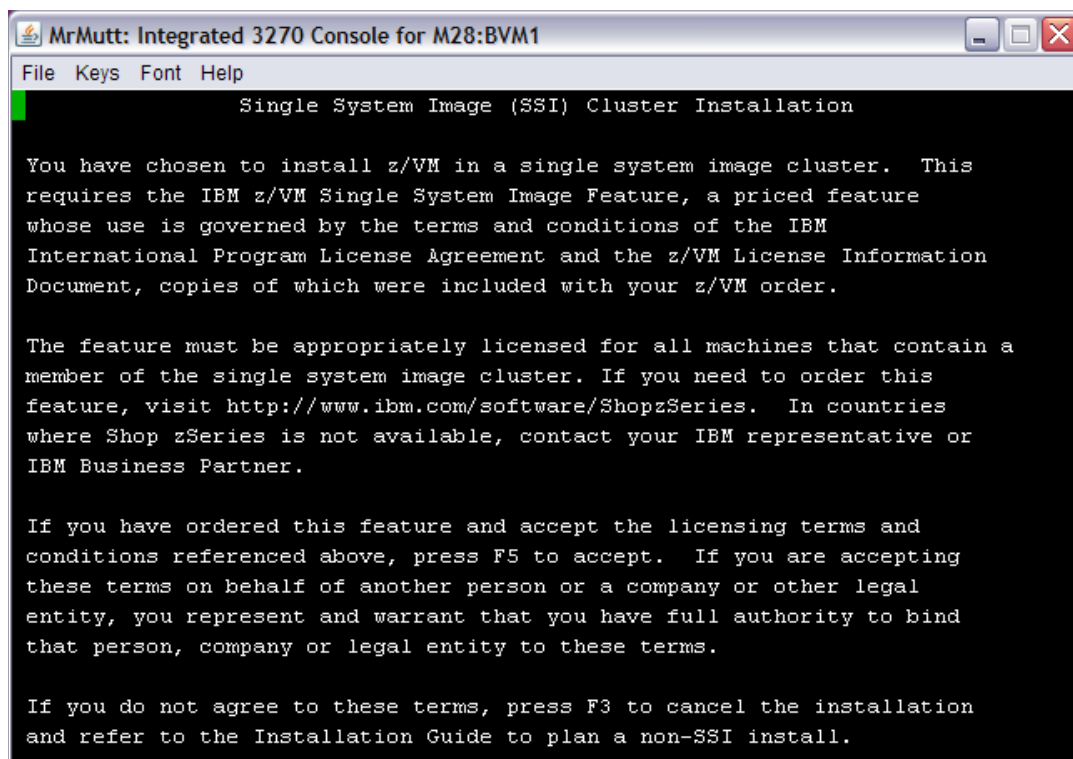 MrMutt: Integrated 3270 Console for M28:BVM1
File Keys Font Help
Single System Image (SSI) Cluster Installation
You have chosen to install z/VM in a single system image cluster. This
requires the IBM z/VM Single System Image Feature, a priced feature
whose use is governed by the terms and conditions of the IBM
International Program License Agreement and the z/VM License Information
Document, copies of which were included with your z/VM order.
The feature must be appropriately licensed for all machines that contain a
member of the single system image cluster. If you need to order this
feature, visit http://www.ibm.com/software/ShopzSeries. In countries
where Shop zSeries is not available, contact your IBM representative or
IBM Business Partner.
If you have ordered this feature and accept the licensing terms and
conditions referenced above, press F5 to accept. If you are accepting
these terms on behalf of another person or a company or other legal
entity, you represent and warrant that you have full authority to bind
that person, company or legal entity to these terms.
If you do not agree to these terms, press F3 to cancel the installation
and refer to the Installation Guide to plan a non-SSI install.